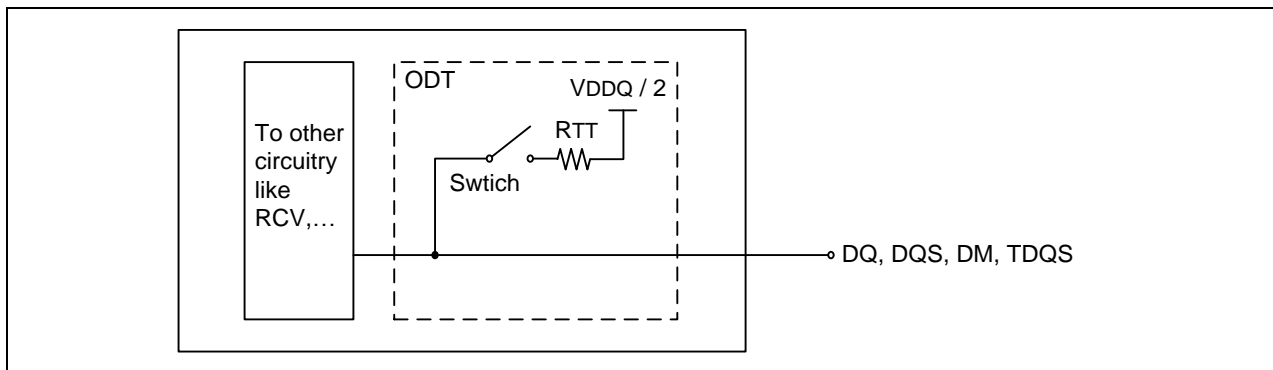 ODT
VDDQ / 2
RTT
Swtich
To other
circuitry
like
RCV,…
DQ, DQS, DM, TDQS